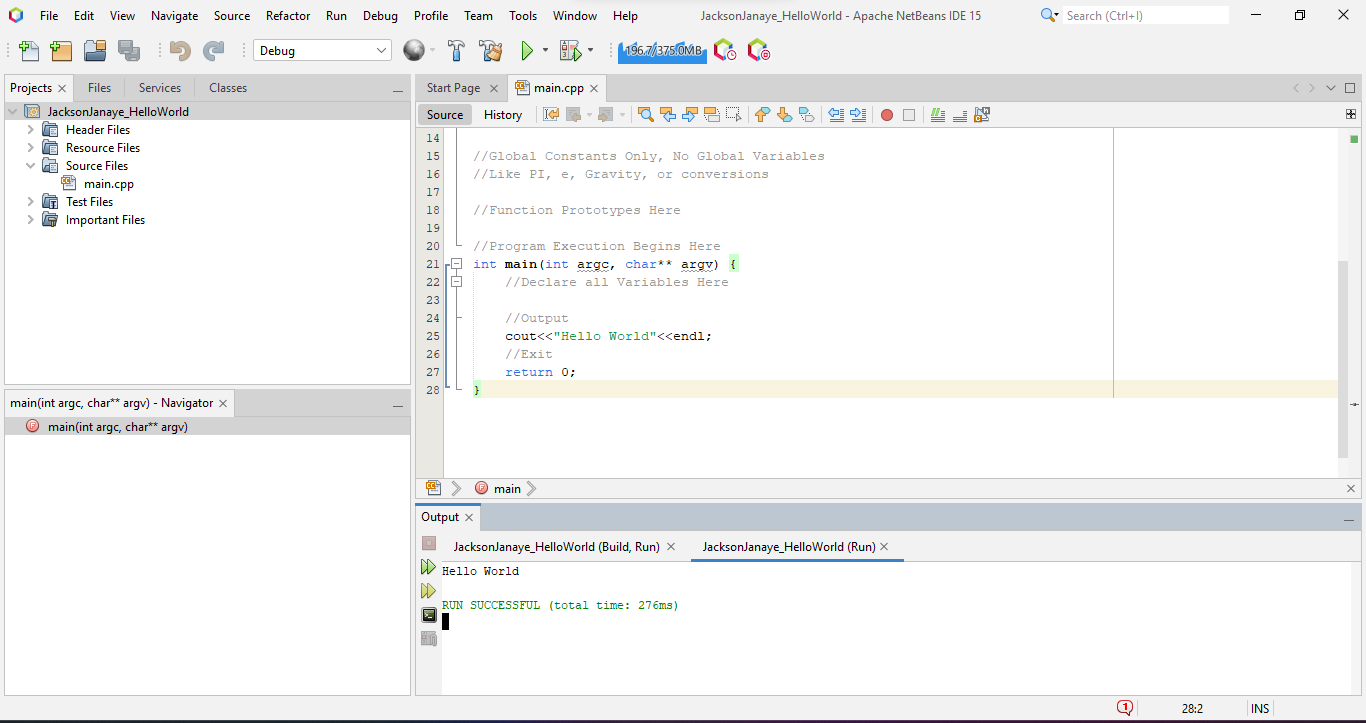 File Edit View Navigate Source Refactor Run Debug Profile Team Tools Window Help JacksonJanaye_HelloWorld - Apache NetBeans IDE 15 Search (Ctrl+I)
Debug 196.7/375.0MB
Projects Files Services Classes
JacksonJanaye_HelloWorld
Header Files
Resource Files
Source Files
main.cpp
Test Files
Important Files
main(int argc, char** argv) - Navigator
main(int argc, char** argv)
Start Page main.cpp
Source History
14
15 //Global Constants Only, No Global Variables
16 //Like PI, e, Gravity, or conversions
17
18 //Function Prototypes Here
19
20 //Program Execution Begins Here
21 int main(int argc, char** argv) {
22 //Declare all Variables Here
23
24 //Output
25 cout<<"Hello World"<<endl;
26 //Exit
27 return 0;
28 }
main
Output
JacksonJanaye_HelloWorld (Build, Run) JacksonJanaye_HelloWorld (Run)
Hello World
RUN SUCCESSFUL (total time: 276ms)
1 28:2 INS